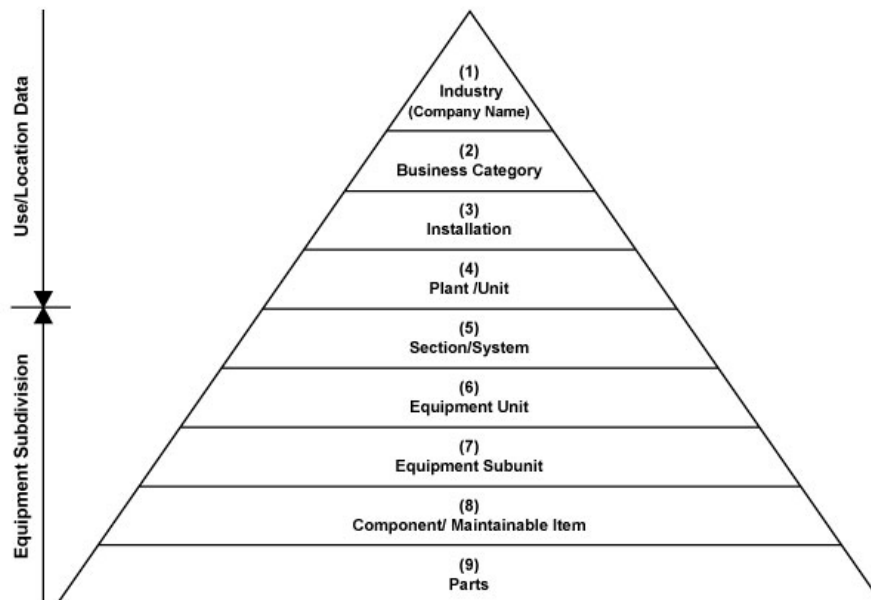 Use/Location Data
Equipment Subdivision
(1)
Industry
(Company Name)
(2)
Business Category
(3)
Installation
(4)
Plant /Unit
(5)
Section/System
(6)
Equipment Unit
(7)
Equipment Subunit
(8)
Component/ Maintainable Item
(9)
Parts